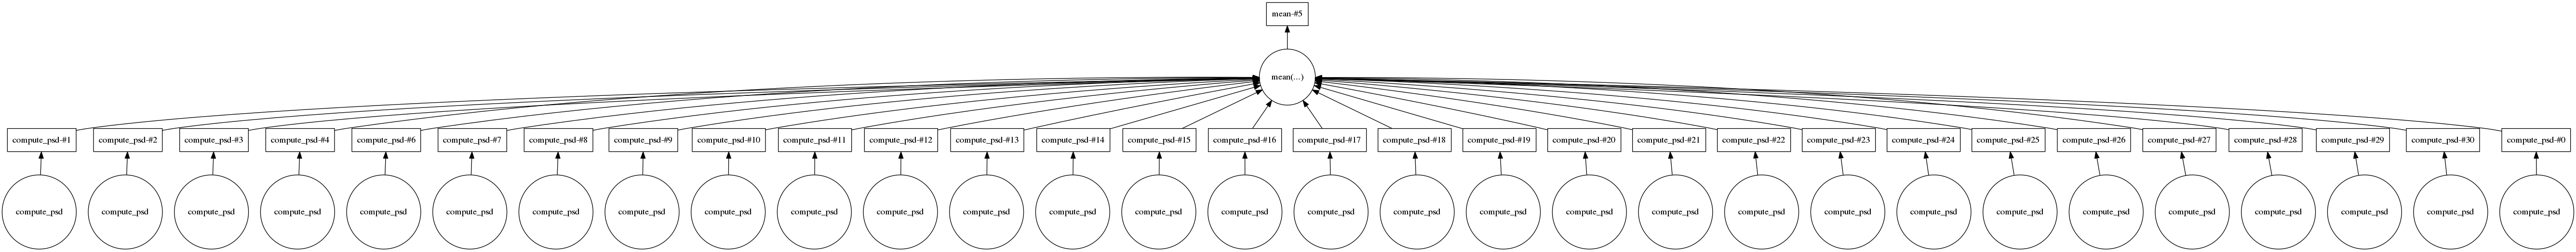 mean-#5
mean(...)
compute_psd-#1 compute_psd-#2 compute_psd-#3 compute_psd-#4 compute_psd-#6 compute_psd-#7 compute_psd-#8 compute_psd-#9 compute_psd-#10 compute_psd-#11 compute_psd-#12 compute_psd-#13 compute_psd-#14 compute_psd-#15 compute_psd-#16 compute_psd-#17 compute_psd-#18 compute_psd-#19 compute_psd-#20 compute_psd-#21 compute_psd-#22 compute_psd-#23 compute_psd-#24 compute_psd-#25 compute_psd-#26 compute_psd-#27 compute_psd-#28 compute_psd-#29 compute_psd-#30 compute_psd-#0
compute_psd compute_psd compute_psd compute_psd compute_psd compute_psd compute_psd compute_psd compute_psd compute_psd compute_psd compute_psd compute_psd compute_psd compute_psd compute_psd compute_psd compute_psd compute_psd compute_psd compute_psd compute_psd compute_psd compute_psd compute_psd compute_psd compute_psd compute_psd compute_psd compute_psd